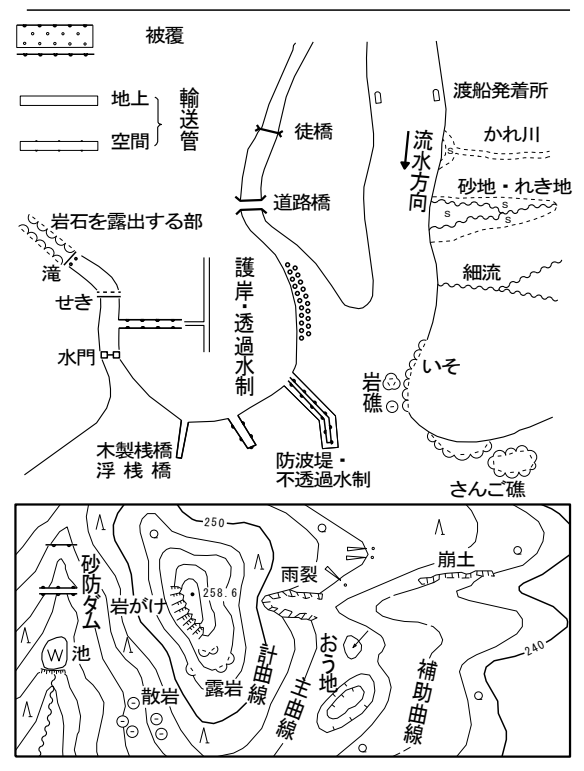 被覆
地上
空間
輸送管
渡船発着所
徒橋
かれ川
流水方向
s
砂地・れき地
s
s
道路橋
岩石を露出する部
滝
護岸・透過水制
せき
細流
水門
いそ
岩礁
木製桟橋
浮桟橋
防波堤・
不透過水制
さんご礁
250
砂防ダム
雨裂
崩土
岩がけ
258.6
240
池
W
おう地
計曲線
主曲線
補助曲線
散岩
露岩